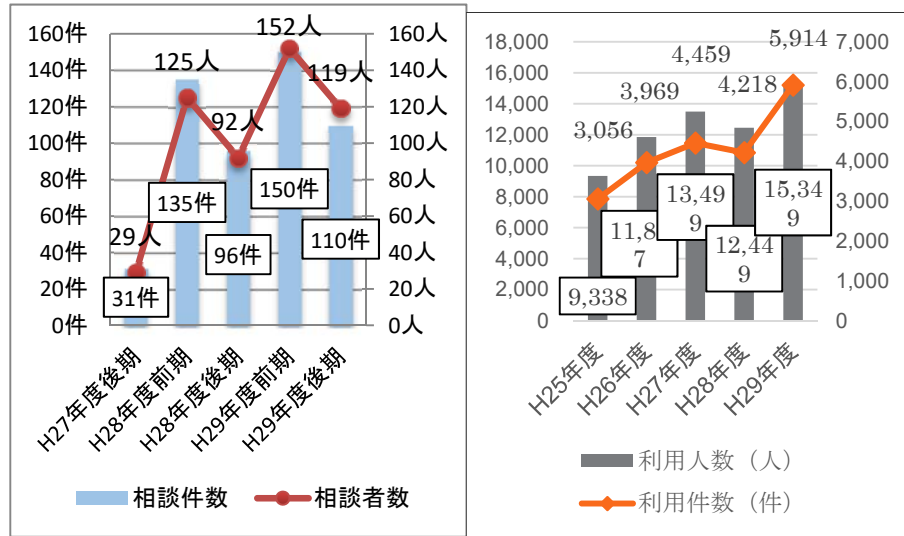 160件
140件
120件
100件
80件
60件
40件
20件
0件
160人
140人
120人
100人
80人
60人
40人
20人
0人
29人
125人
92人
152人
119人
31件
135件
96件
150件
110件
H27年度後期
H28年度前期
H28年度後期
H29年度前期
H29年度後期
相談件数
相談者数
18,000
16,000
14,000
12,000
10,000
8,000
6,000
4,000
2,000
0
7,000
6,000
5,000
4,000
3,000
2,000
1,000
0
3,056
3,969
4,459
4,218
5,914
9,338
11,8
7
13,49
9
12,44
9
15,34
9
H25年度
H26年度
H27年度
H28年度
H29年度
利用人数（人）
利用件数（件）